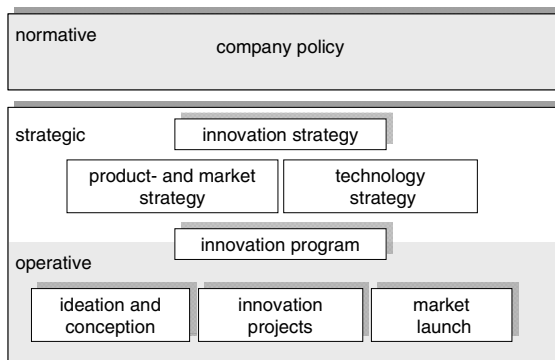 normative
company policy
strategic
innovation strategy
product- and market
strategy
technology
strategy
innovation program
operative
ideation and
conception
innovation
projects
market
launch